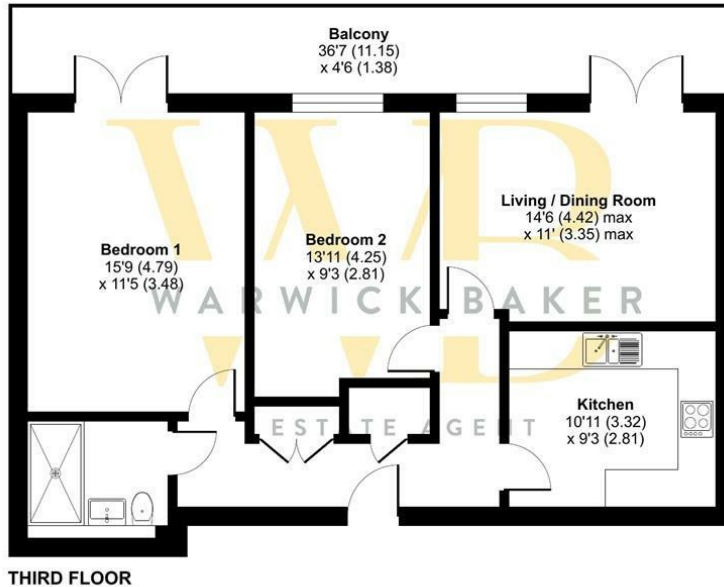 Balcony
36'7 (11.15)
x 4'6 (1.38)
Living / Dining Room
14'6 (4.42) max
x 11' (3.35) max
Bedroom 1
15'9 (4.79)
x 11'5 (3.48)
Bedroom 2
13'11 (4.25)
x 9'3 (2.81)
WB
WARWICK BAKER
ESTATE AGENT
Kitchen
10'11 (3.32)
x 9'3 (2.81)
THIRD FLOOR